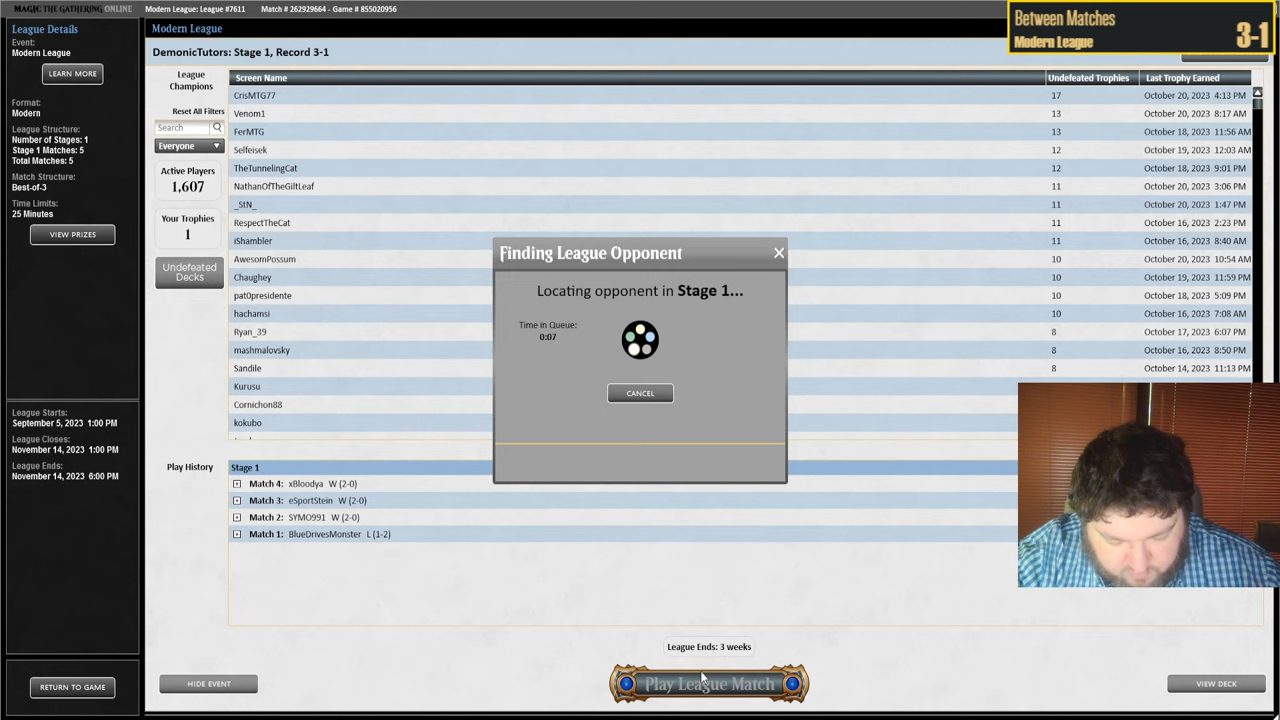 MAGIC THE GATHERING ONLINE
Modern League: League #7611
Match # 262929664 - Game # 855020956
Between Matches
Modern League
3-1
League Details
Event:
Modern League
LEARN MORE
Format:
Modern
League Structure:
Number of Stages: 1
Stage 1 Matches: 5
Total Matches: 5
Match Structure:
Best-of-3
Time Limits:
25 Minutes
VIEW PRIZES
League Starts:
September 5, 2023 1:00 PM
League Closes:
November 14, 2023 1:00 PM
League Ends:
November 14, 2023 6:00 PM
RETURN TO GAME
Modern League
DemonicTutors: Stage 1, Record 3-1
League
Champions
Reset All Filters
Search
Everyone
Active Players
1,607
Your Trophies
1
Undefeated
Decks
Screen Name Undefeated Trophies Last Trophy Earned
CrisMTG77 17 October 20, 2023 4:13 PM
Venom1 13 October 20, 2023 8:17 AM
FerMTG 13 October 18, 2023 11:56 AM
Selfeisek 12 October 19, 2023 12:03 AM
TheTunnelingCat 12 October 18, 2023 9:01 PM
NathanOfTheGiltLeaf 11 October 20, 2023 3:06 PM
_StN_ 11 October 20, 2023 1:47 PM
RespectTheCat 11 October 16, 2023 2:23 PM
iShambler 11 October 16, 2023 8:40 AM
AwesomPossum 10 October 20, 2023 10:54 AM
Chaughey 10 October 19, 2023 11:59 PM
pat0presidente 10 October 18, 2023 5:09 PM
hachamsi 10 October 16, 2023 7:08 AM
Ryan_39 8 October 17, 2023 6:07 PM
mashmalovsky 8 October 16, 2023 8:50 PM
Sandile 8 October 14, 2023 11:13 PM
Kurusu
Cornichon88
kokubo
Finding League Opponent
Locating opponent in Stage 1...
Time in Queue:
0:07
CANCEL
Play History
Stage 1
Match 4: xBloodya W (2-0)
Match 3: eSportStein W (2-0)
Match 2: SYMO991 W (2-0)
Match 1: BlueDrivesMonster L (1-2)
League Ends: 3 weeks
HIDE EVENT
Play League Match
VIEW DECK